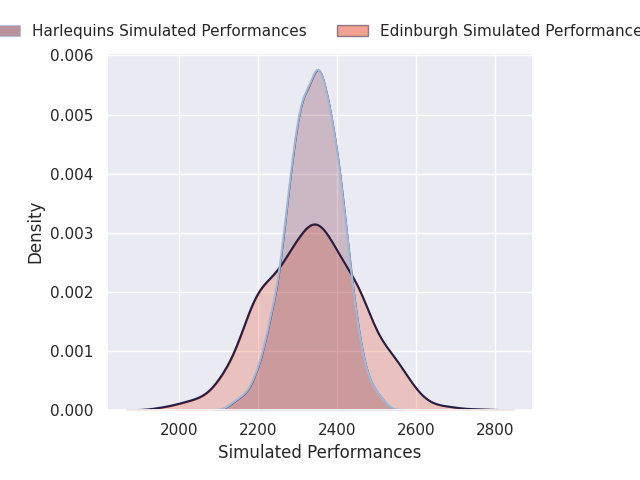 Harlequins Simulated Performances Edinburgh Simulated Performance
0.006
0.005
0.004
0.003
0.002
0.001
0.000
Density
2000 2200 2400 2600 2800
Simulated Performances